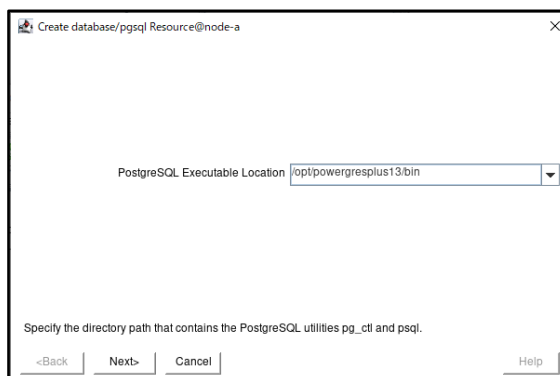 Create database/pgsql Resource@node-a
PostgreSQL Executable Location /opt/powergresplus13/bin
Specify the directory path that contains the PostgreSQL utilities pg_ctl and psql.
<Back Next> Cancel Help